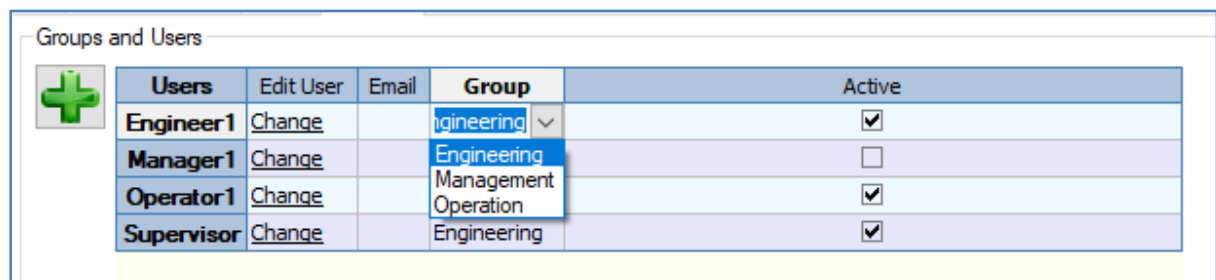 Groups and Users
Users Edit User Email Group Active
Engineer1 Change ngineering
Manager1 Change Engineering
Management
Operator1 Change Operation
Supervisor Change Engineering